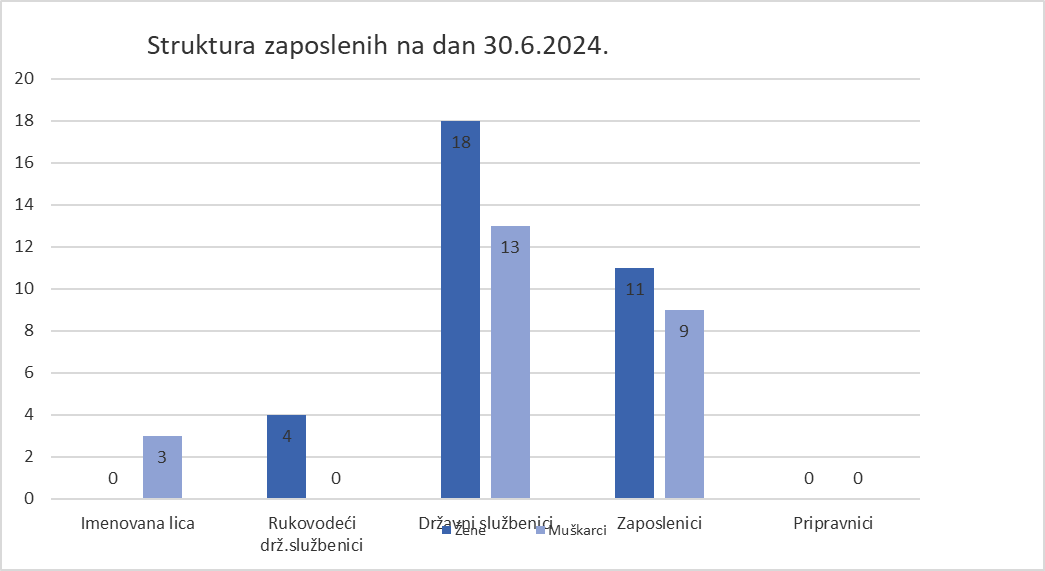 Struktura zaposlenih na dan 30.6.2024.
20
18
16
14
12
10
8
6
4
2
0
0
3
4
0
18
13
11
9
0
0
Imenovana lica
Rukovodeći
drž.službenici
Državni službenici
Zaposlenici
Pripravnici
Žene
Muškarci